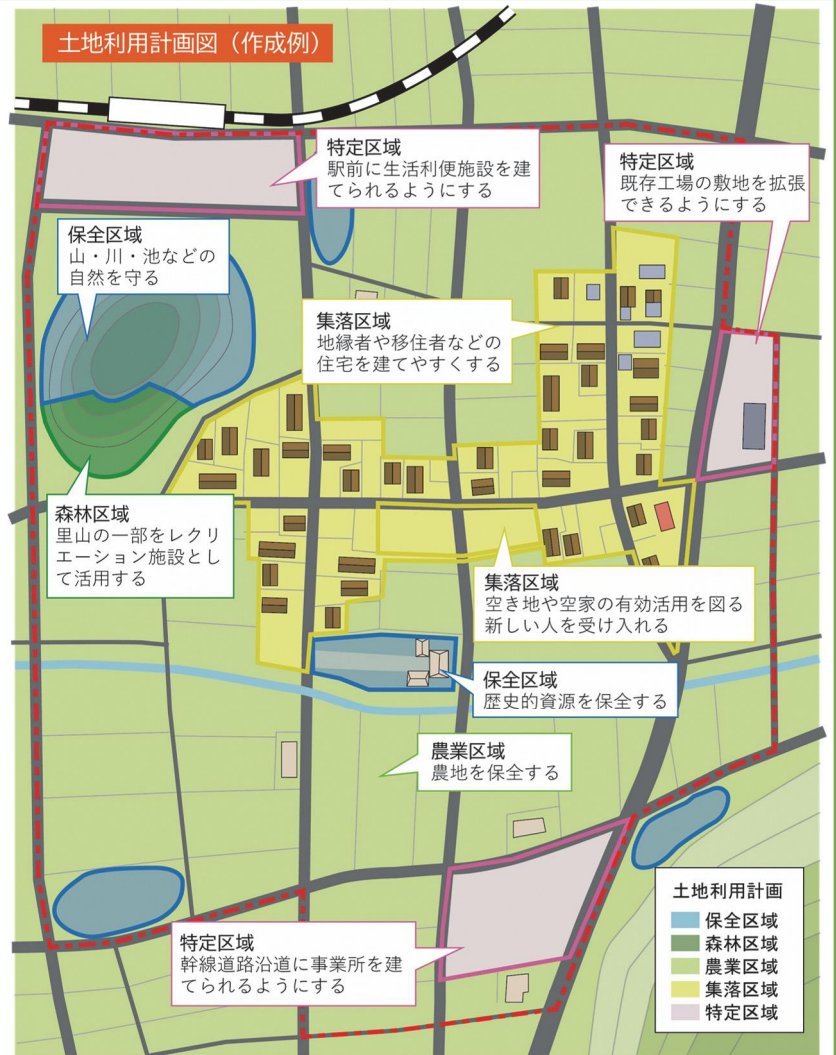 土地利用計画図（作成例）
特定区域
駅前に生活利便施設を建
てられるようにする
特定区域
既存工場の敷地を拡張
できるようにする
保全区域
山・川・池などの
自然を守る
集落区域
地縁者や移住者などの
住宅を建てやすくする
森林区域
里山の一部をレクリ
エーション施設とし
て活用する
集落区域
空き地や空家の有効活用を図る
新しい人を受け入れる
保全区域
歴史的資源を保全する
農業区域
農地を保全する
特定区域
幹線道路沿道に事業所を建
てられるようにする
土地利用計画
保全区域
森林区域
農業区域
集落区域
特定区域